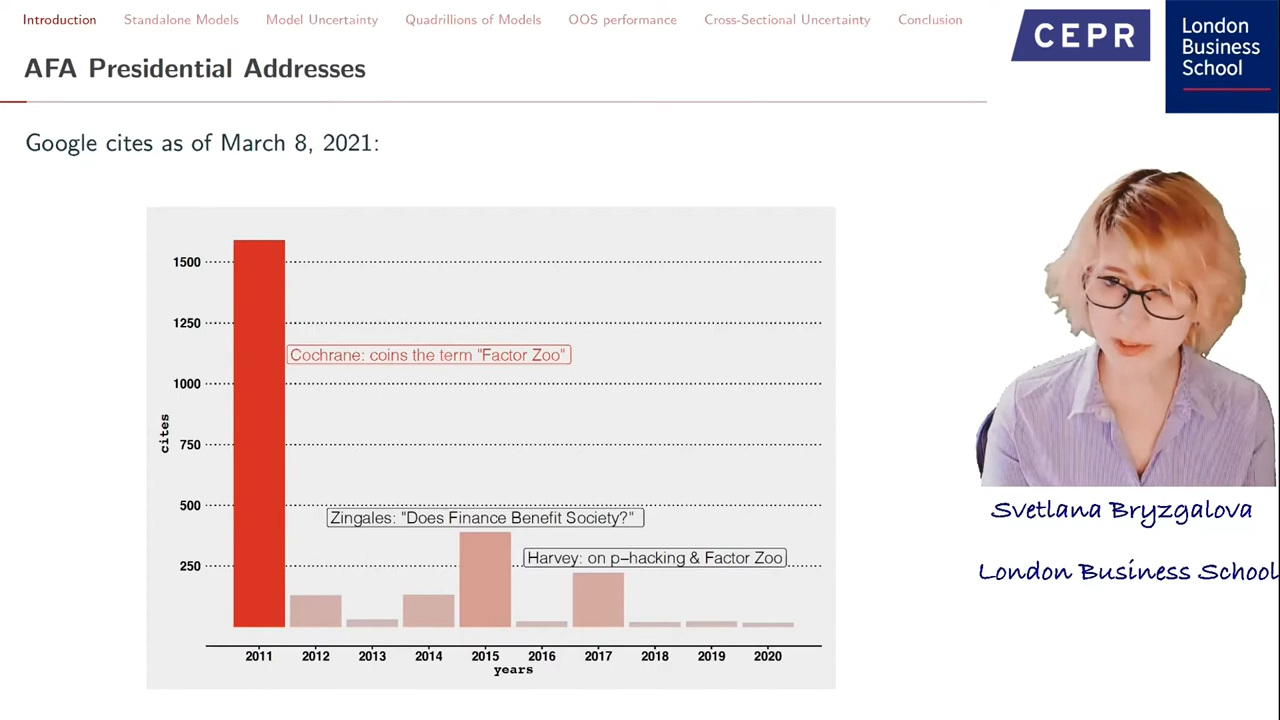 Introduction Standalone Models Model Uncertainty Quadrillions of Models OOS performance Cross-Sectional Uncertainty Conclusion
CEPR
London
Business
School
AFA Presidential Addresses
Google cites as of March 8, 2021:
1500
1250
1000
750
500
250
cites
Cochrane: coins the term "Factor Zoo"
Zingales: "Does Finance Benefit Society?"
Harvey: on p-hacking & Factor Zoo
2011 2012 2013 2014 2015 2016 2017 2018 2019 2020
years
Svetlana Bryzgalova
London Business School